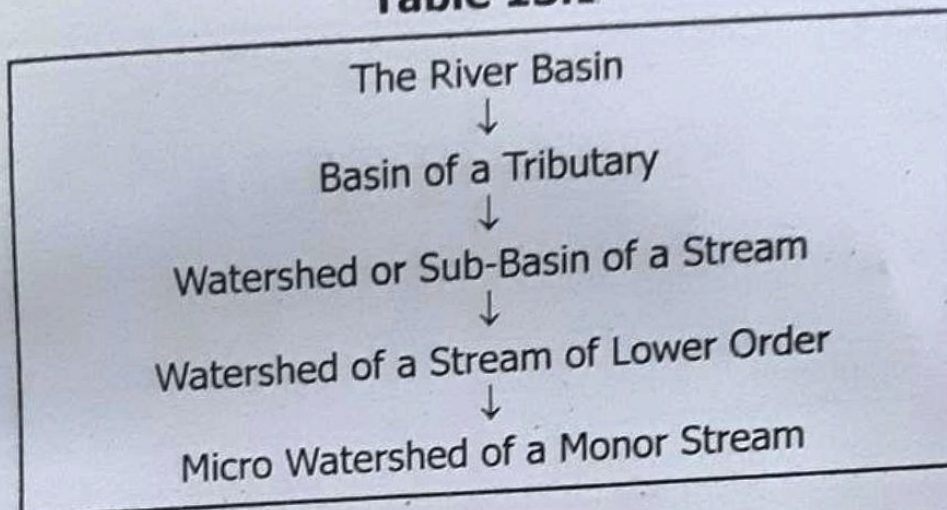 The River Basin
↓
Basin of a Tributary
↓
Watershed or Sub-Basin of a Stream
↓
Watershed of a Stream of Lower Order
↓
Micro Watershed of a Monor Stream